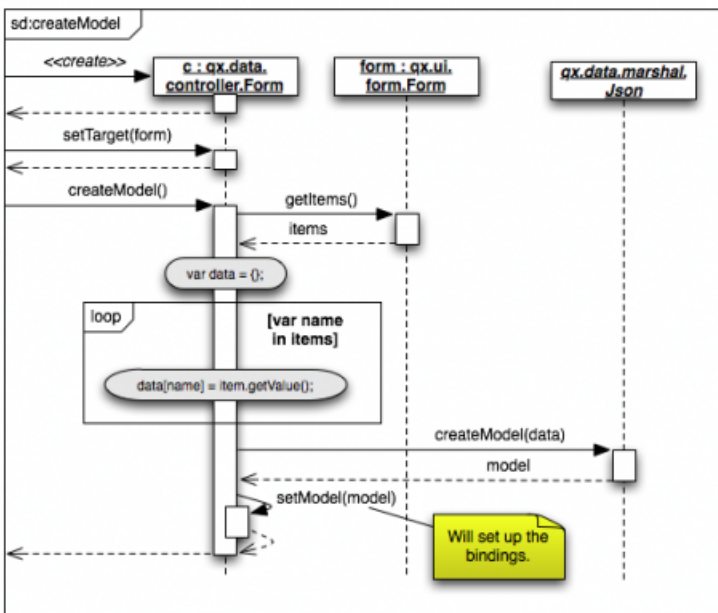 sd:createModel
<<create>>
c : qx.data.
controller.Form
form : qx.ui.
form.Form
qx.data.marshal.
Json
setTarget(form)
createModel()
getItems()
items
var data = {};
loop
[var name
in items]
data[name] = item.getValue();
createModel(data)
model
setModel(model)
Will set up the
bindings.